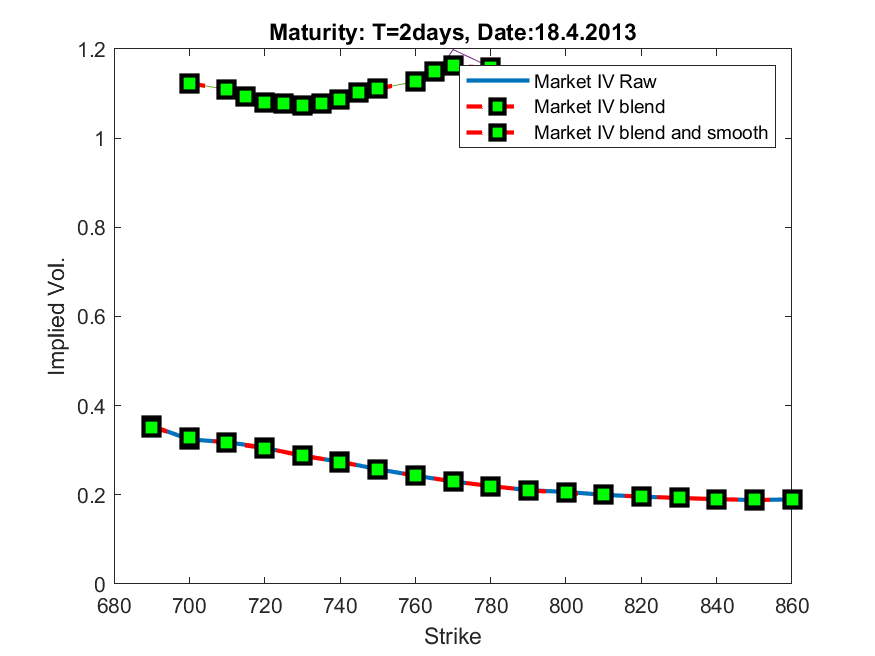 Maturity: T=2days, Date:18.4.2013
1.2
1
0.8
0.6
0.4
0.2
0
Implied Vol.
Market IV Raw
Market IV blend
Market IV blend and smooth
680 700 720 740 760 780 800 820 840 860
Strike